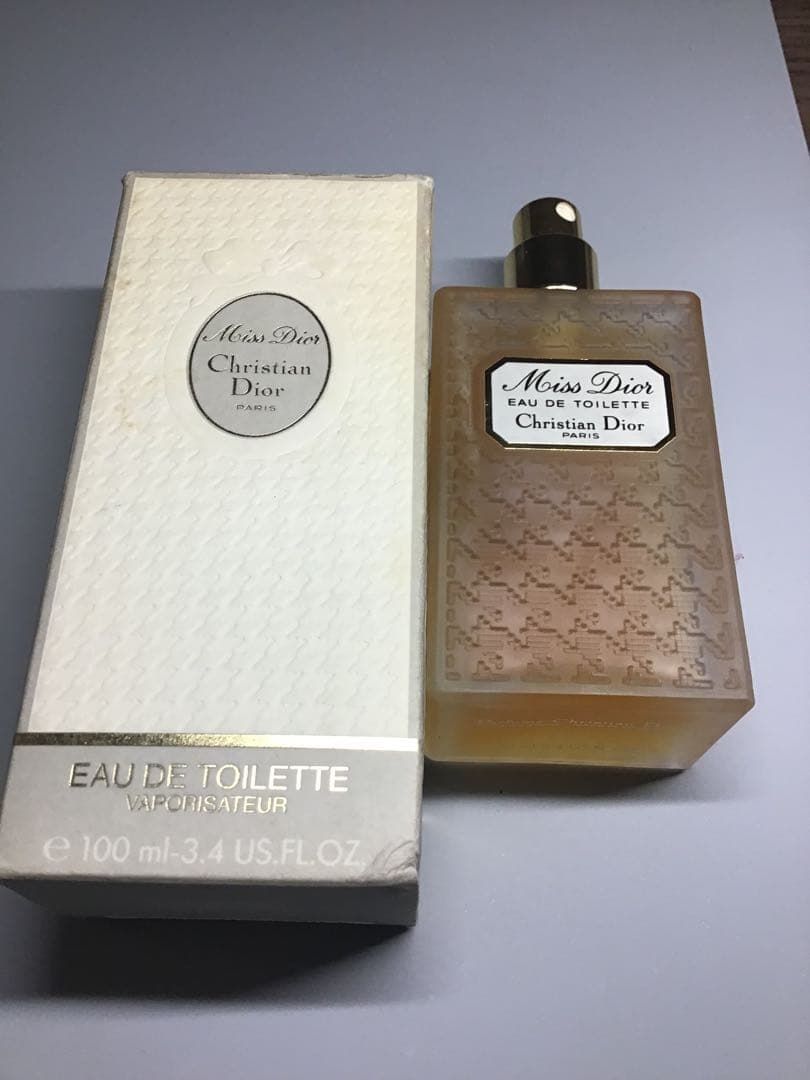 Miss Dior
Christian
Dior
PARIS
EAU DE TOILETTE
VAPORISATEUR
e 100 ml-3.4 US.FL.OZ.
Miss Dior
EAU DE TOILETTE
Christian Dior
PARIS